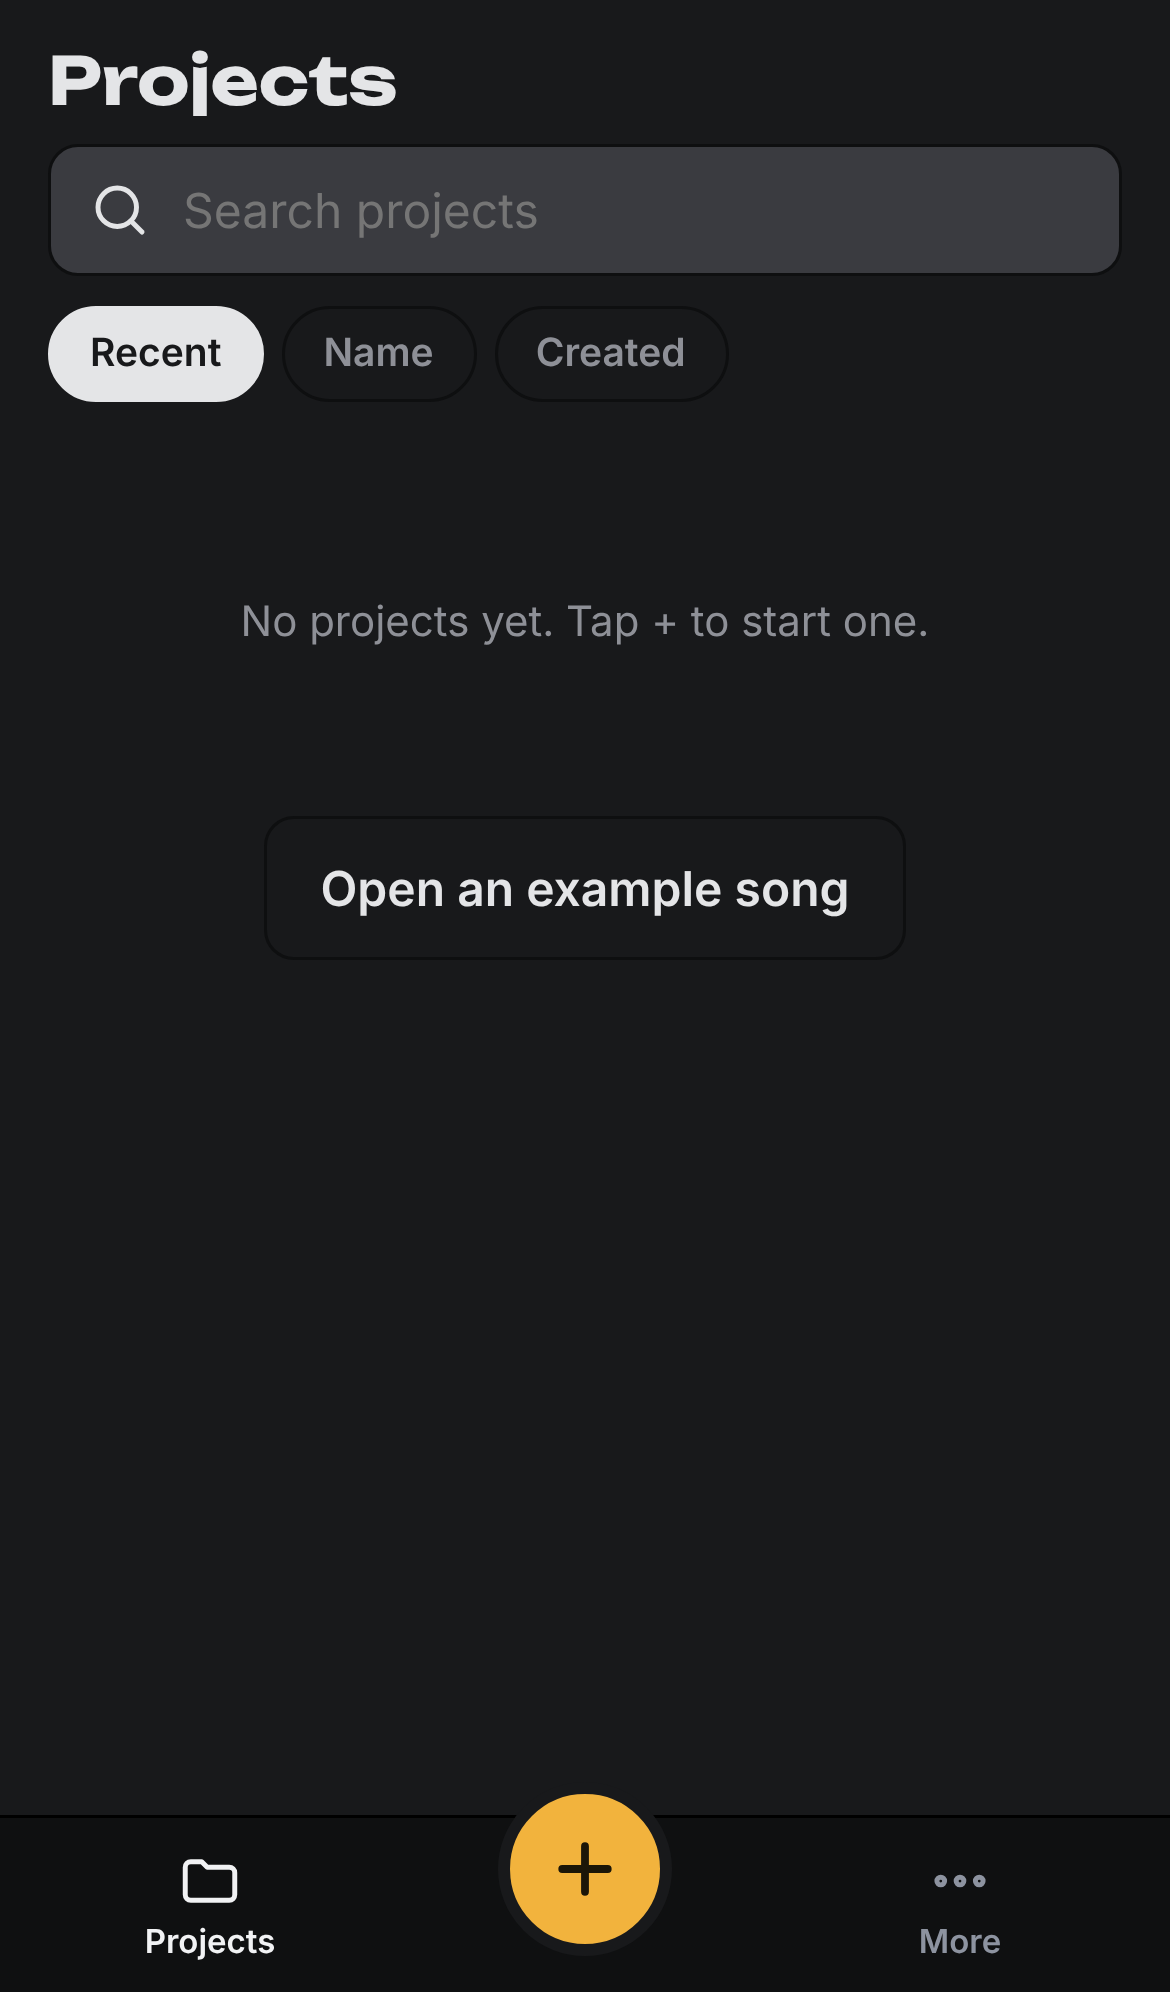 Projects
Search projects
Recent Name Created
No projects yet. Tap + to start one.
Open an example song
Projects More